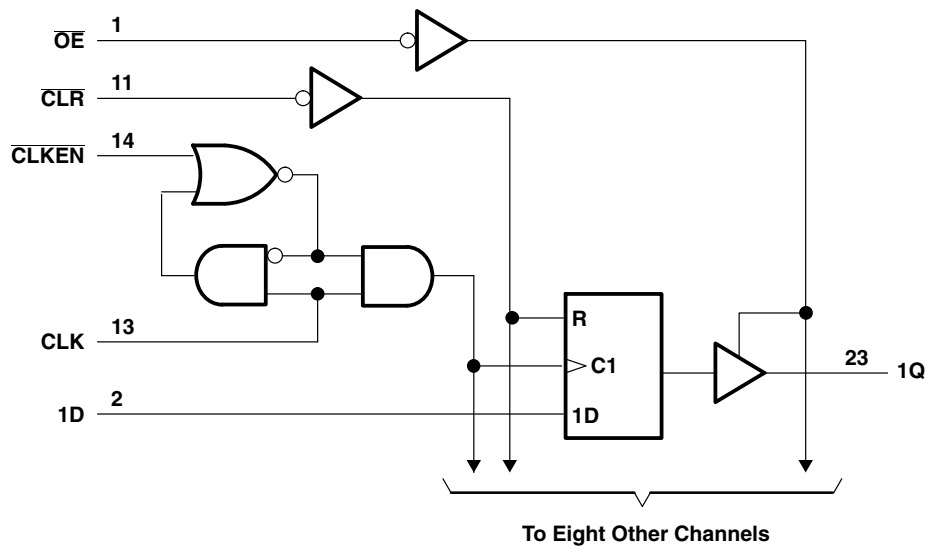 OE 1
CLR 11
CLKEN 14
CLK 13
1D 2
R
C1
1D
23 1Q
To Eight Other Channels